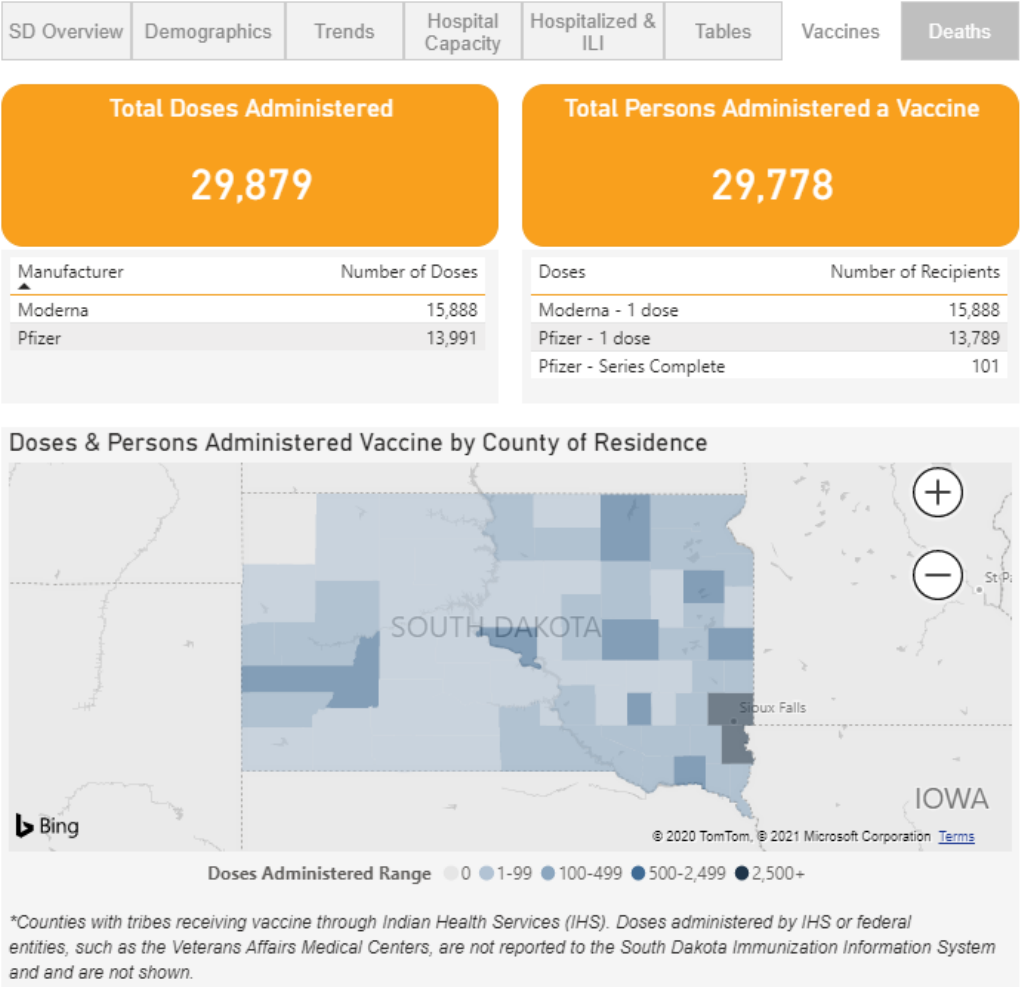 SD Overview
Demographics
Trends
Hospital
Capacity
Hospitalized &
ILI
Tables
Vaccines
Deaths
Total Doses Administered
29,879
Total Persons Administered a Vaccine
29,778
Manufacturer Number of Doses
Moderna 15,888
Pfizer 13,991
Doses Number of Recipients
Moderna - 1 dose 15,888
Pfizer - 1 dose 13,789
Pfizer - Series Complete 101
Doses & Persons Administered Vaccine by County of Residence
St
SOUTH DAKOTA
Sioux Falls
IOWA
Bing
© 2020 TomTom, © 2021 Microsoft Corporation Terms
Doses Administered Range 0 1-99 100-499 500-2,499 2,500+
*Counties with tribes receiving vaccine through Indian Health Services (IHS). Doses administered by IHS or federal
entities, such as the Veterans Affairs Medical Centers, are not reported to the South Dakota Immunization Information System
and and are not shown.